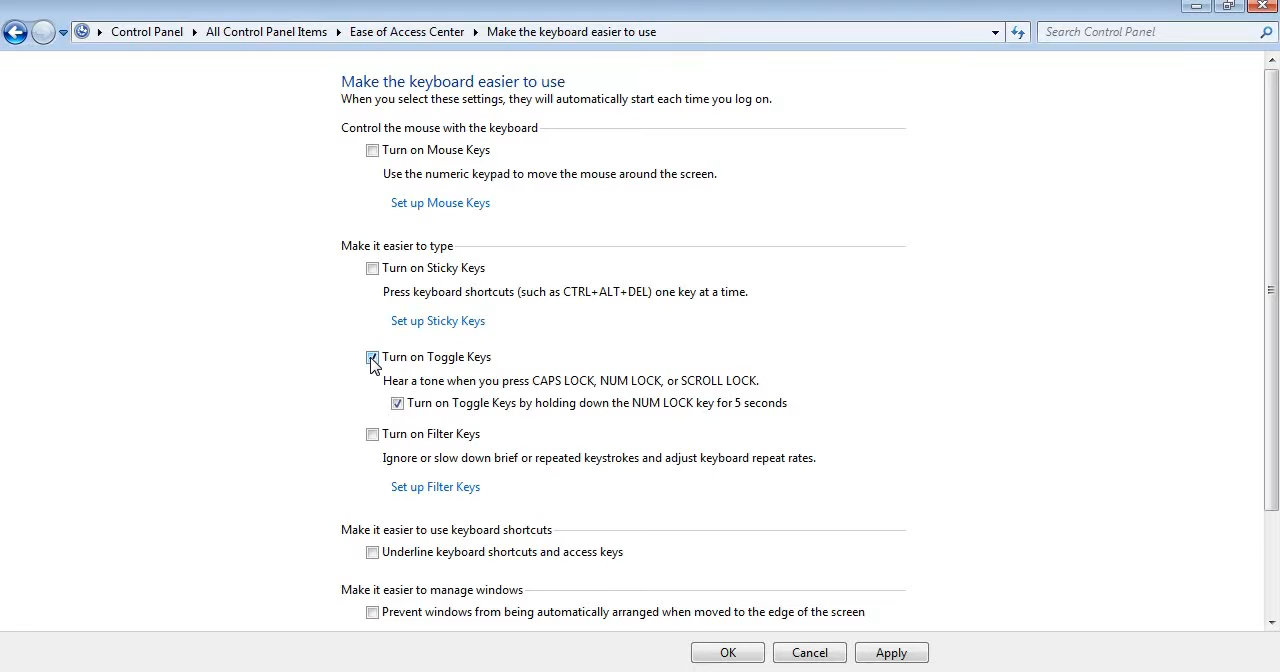 Control Panel All Control Panel Items Ease of Access Center Make the keyboard easier to use Search Control Panel
Make the keyboard easier to use
When you select these settings, they will automatically start each time you log on.
Control the mouse with the keyboard
Turn on Mouse Keys
Use the numeric keypad to move the mouse around the screen.
Set up Mouse Keys
Make it easier to type
Turn on Sticky Keys
Press keyboard shortcuts (such as CTRL+ALT+DEL) one key at a time.
Set up Sticky Keys
Turn on Toggle Keys
Hear a tone when you press CAPS LOCK, NUM LOCK, or SCROLL LOCK.
Turn on Toggle Keys by holding down the NUM LOCK key for 5 seconds
Turn on Filter Keys
Ignore or slow down brief or repeated keystrokes and adjust keyboard repeat rates.
Set up Filter Keys
Make it easier to use keyboard shortcuts
Underline keyboard shortcuts and access keys
Make it easier to manage windows
Prevent windows from being automatically arranged when moved to the edge of the screen
OK Cancel Apply